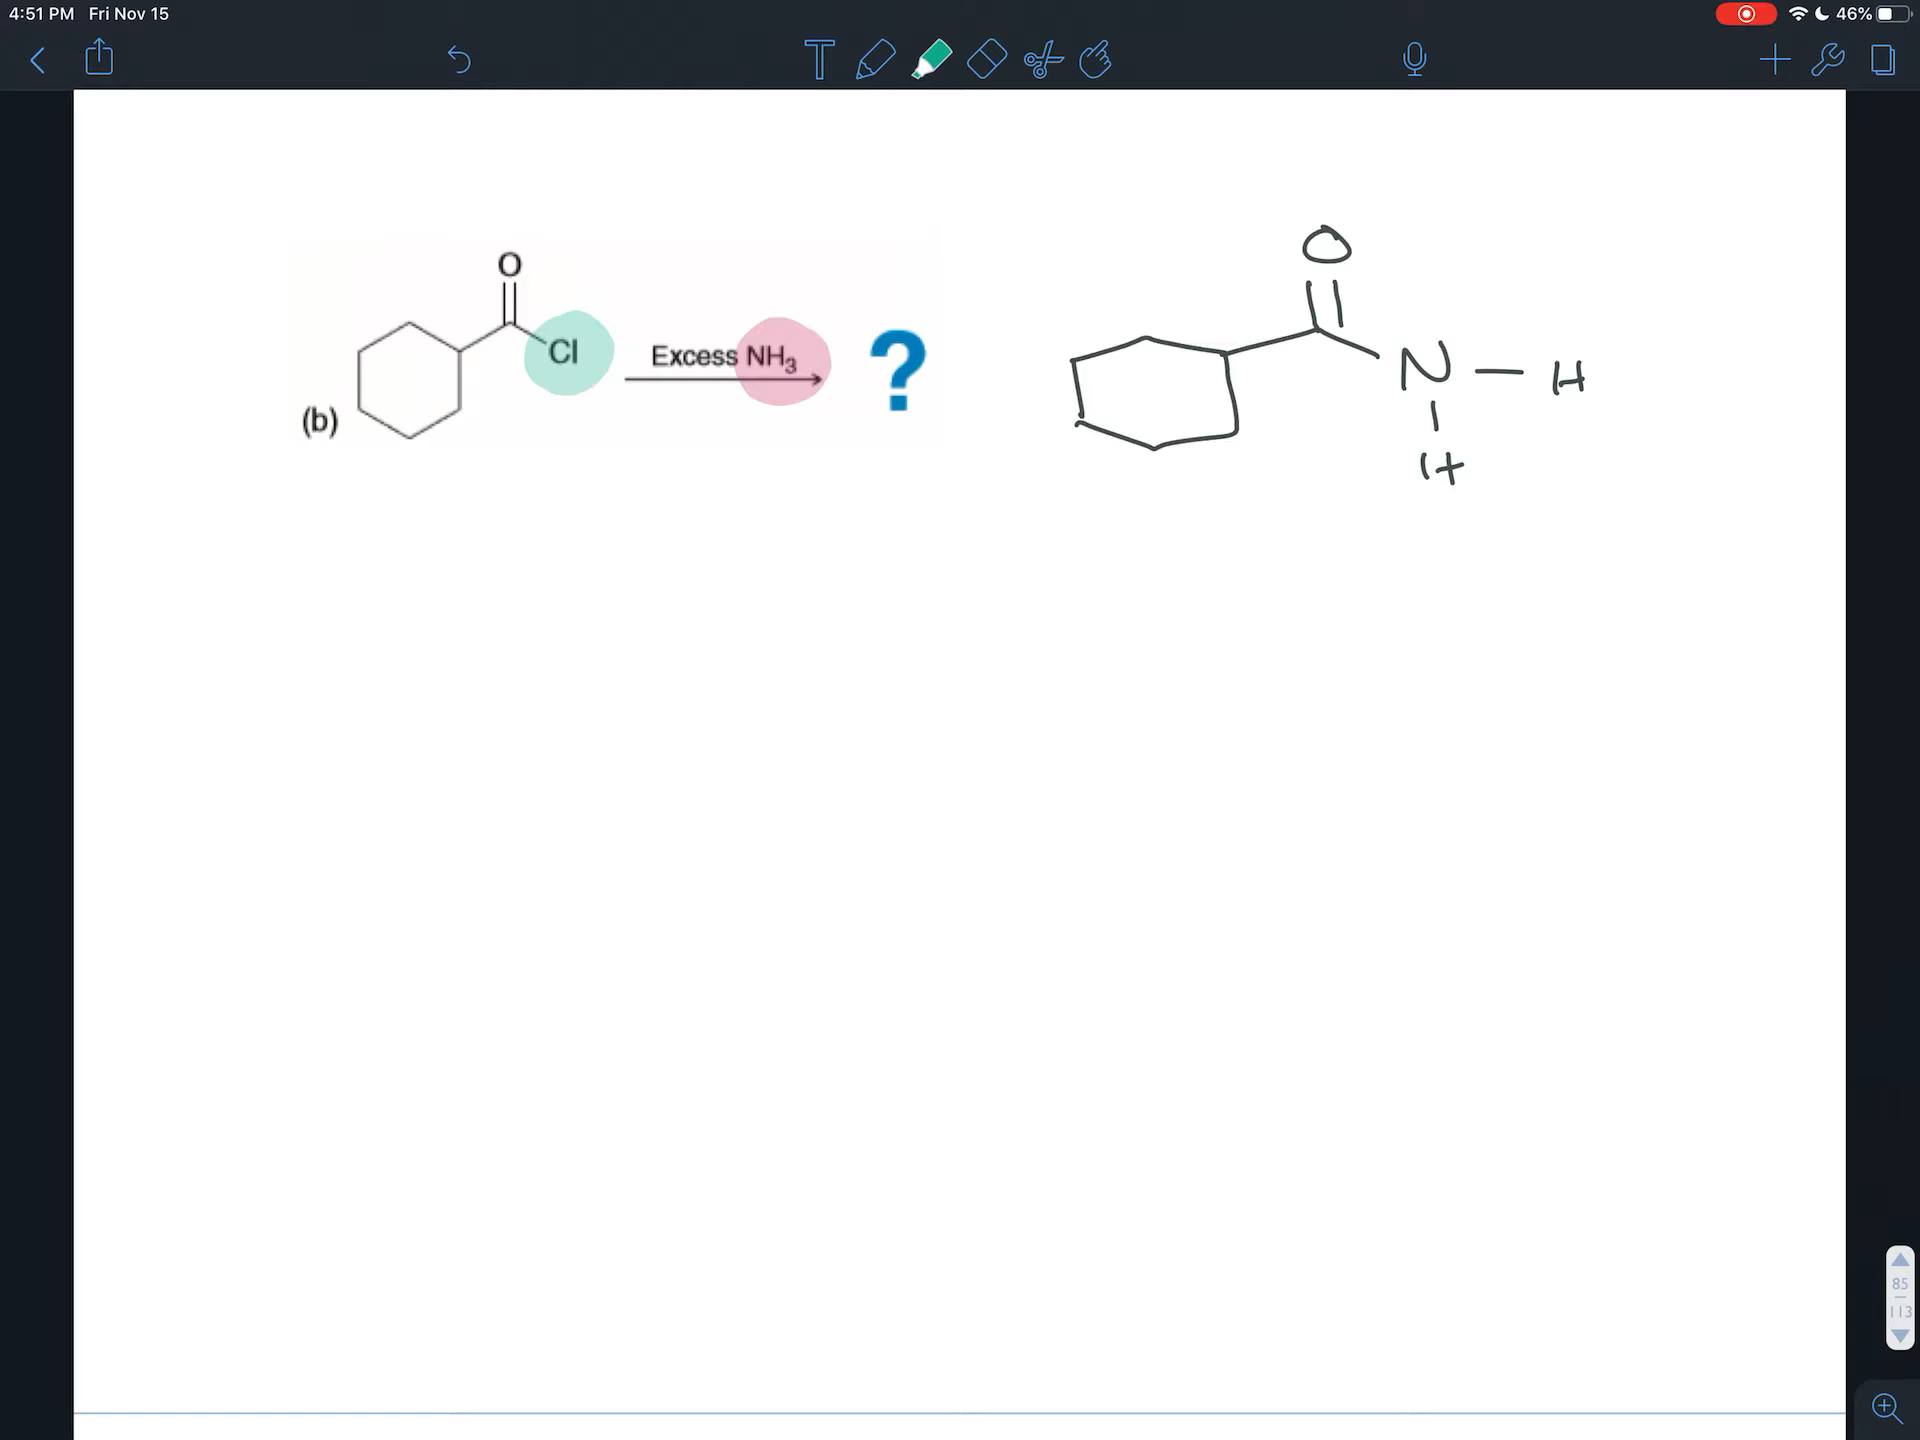 4:51 PM Fri Nov 15
46%
O
Cl
Excess NH₃
?
(b)
O
N — H
H
85
113